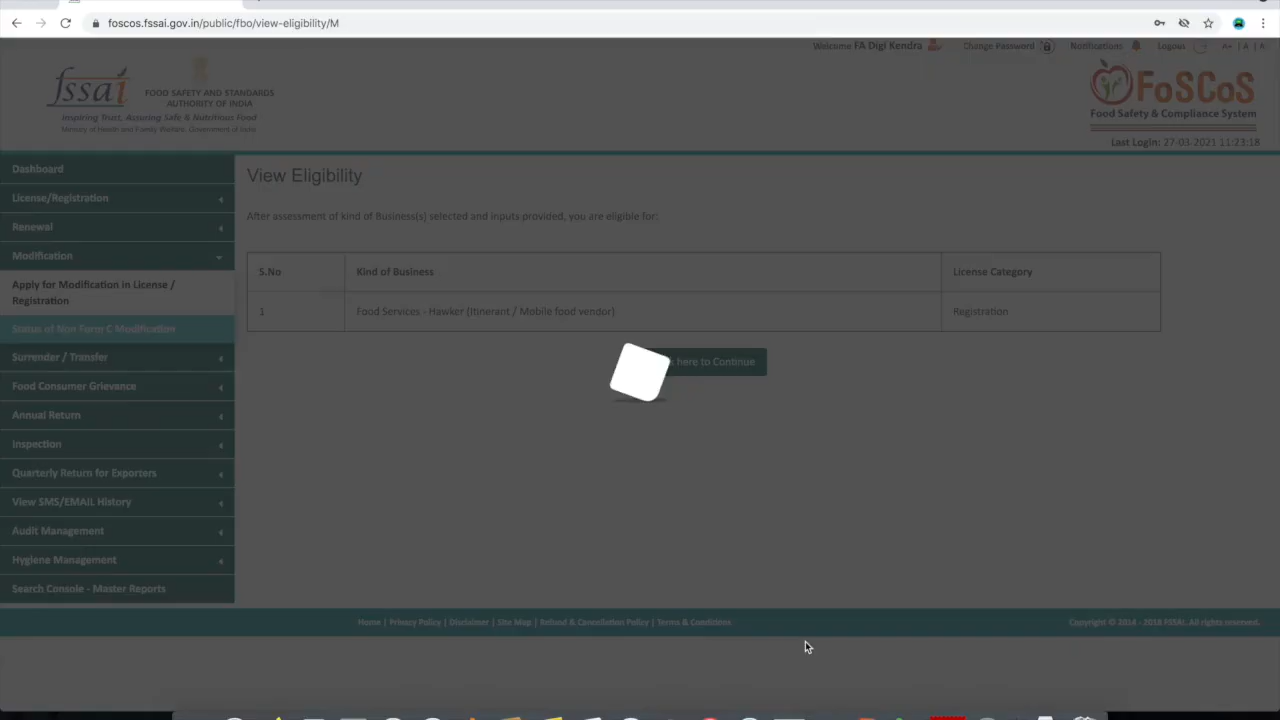 foscos.fssai.gov.in/public/fbo/view-eligibility/M
Welcome FA Digi Kendra
Change Password
Notifications
Logout
A+ | A |
fssai
FOOD SAFETY AND STANDARDS
AUTHORITY OF INDIA
Inspiring Trust, Assuring Safe & Nutritious Food
Ministry of Health and Family Welfare, Government of India
FoSCoS
Food Safety & Compliance System
Last Login: 27-03-2021 11:23:18
Dashboard
License/Registration
Renewal
Modification
Apply for Modification in License /
Registration
Status of Non Form C Modification
Surrender / Transfer
Food Consumer Grievance
Annual Return
Inspection
Quarterly Return for Exporters
View SMS/EMAIL History
Audit Management
Hygiene Management
Search Console - Master Reports
View Eligibility
After assessment of kind of Business(s) selected and inputs provided, you are eligible for:
S.No Kind of Business License Category
1 Food Services - Hawker (Itinerant / Mobile food vendor) Registration
here to Continue
Home | Privacy Policy | Disclaimer | Site Map | Refund & Cancellation Policy | Terms & Conditions
Copyright © 2014 - 2018 FSSAI. All rights reserved.